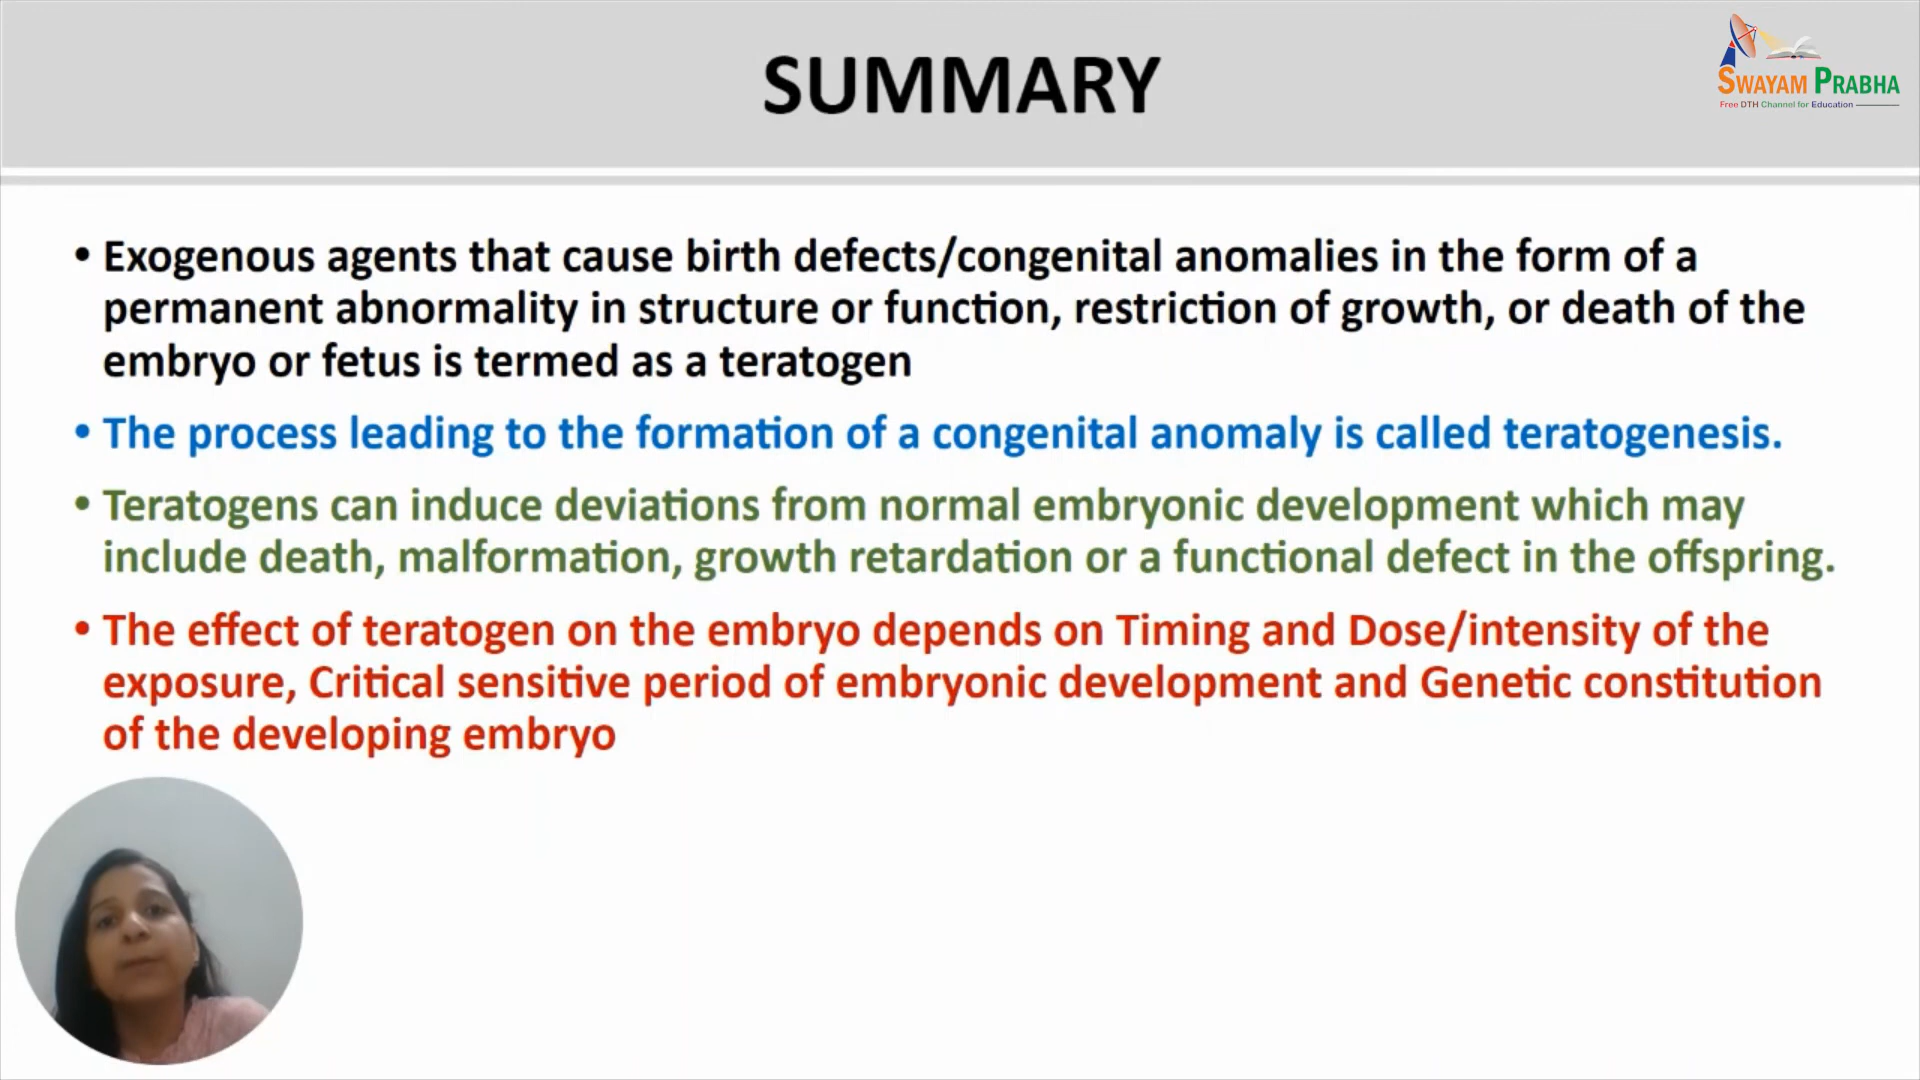 SUMMARY
SWAYAM PRABHA
Free DTH Channel for Education
• Exogenous agents that cause birth defects/congenital anomalies in the form of a
permanent abnormality in structure or function, restriction of growth, or death of the
embryo or fetus is termed as a teratogen
• The process leading to the formation of a congenital anomaly is called teratogenesis.
• Teratogens can induce deviations from normal embryonic development which may
include death, malformation, growth retardation or a functional defect in the offspring.
• The effect of teratogen on the embryo depends on Timing and Dose/intensity of the
exposure, Critical sensitive period of embryonic development and Genetic constitution
of the developing embryo